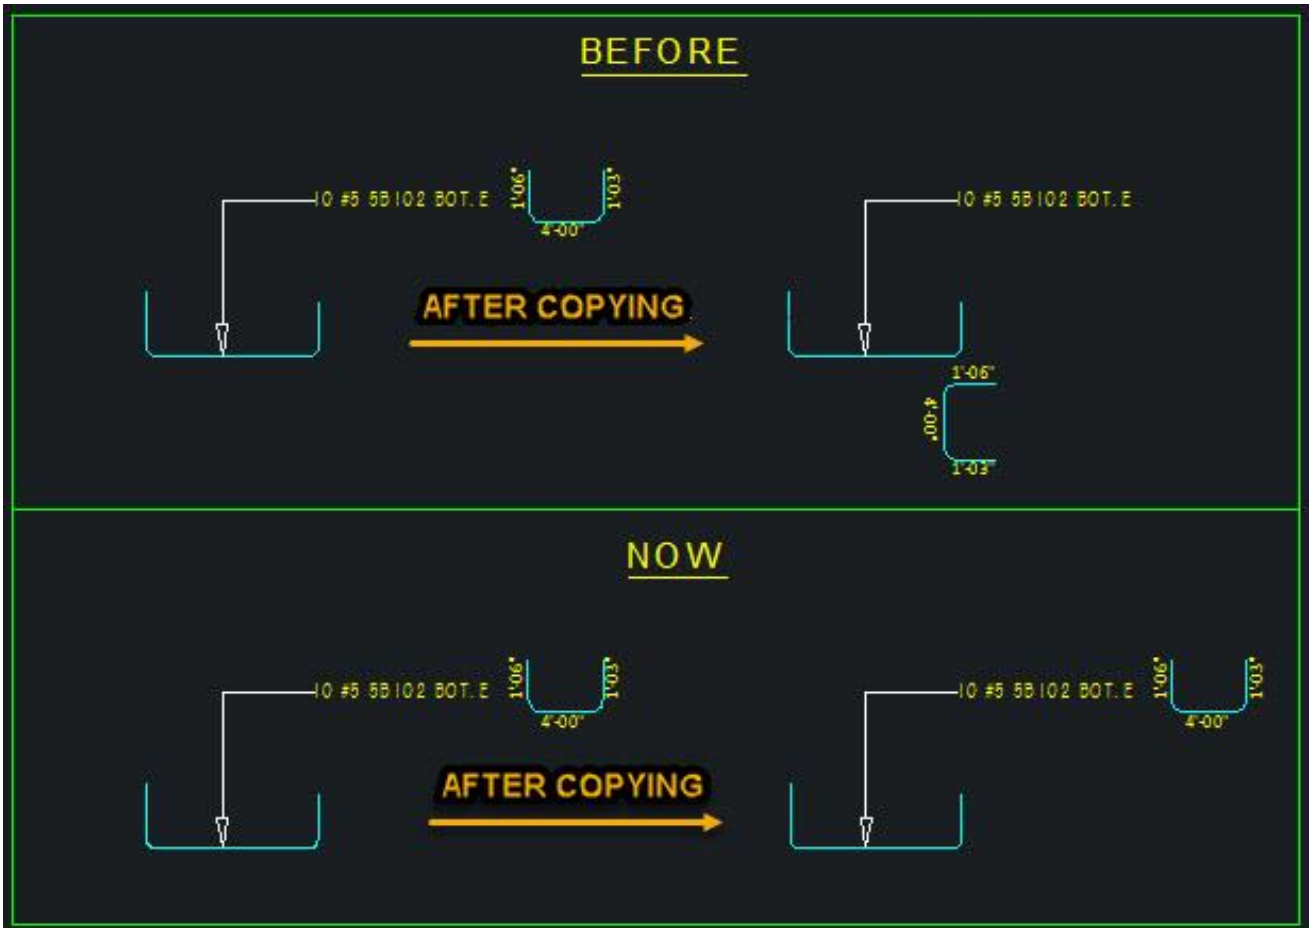 BEFORE
10 #5 5B102 BOT. E
1'-06"
1'-03"
4'-00"
10 #5 5B102 BOT. E
AFTER COPYING
1'-06"
4'-00"
1'-03"
NOW
10 #5 5B102 BOT. E
1'-06"
1'-03"
4'-00"
10 #5 5B102 BOT. E
1'-06"
1'-03"
4'-00"
AFTER COPYING